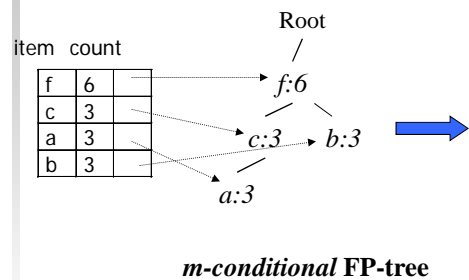 Root
item count
f 6
f:6
c 3
a 3
c:3 b:3
b 3
a:3
m-conditional FP-tree